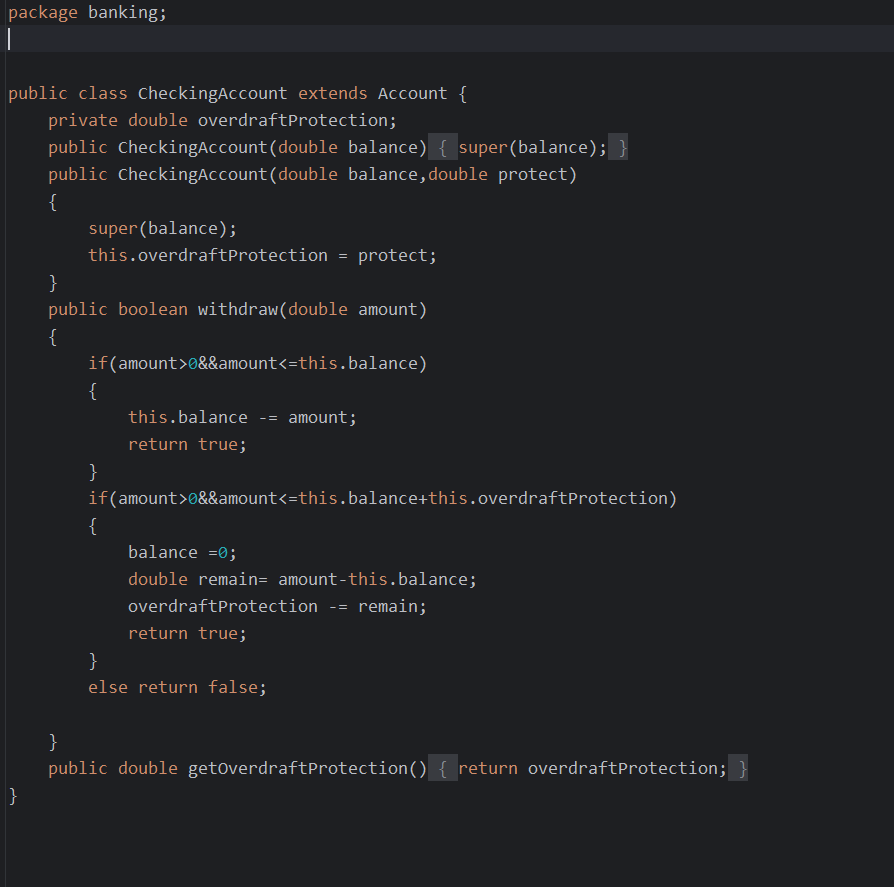 package banking;
public class CheckingAccount extends Account {
    private double overdraftProtection;
    public CheckingAccount(double balance) { super(balance); }
    public CheckingAccount(double balance,double protect)
    {
        super(balance);
        this.overdraftProtection = protect;
    }
    public boolean withdraw(double amount)
    {
        if(amount>0&&amount<=this.balance)
        {
            this.balance -= amount;
            return true;
        }
        if(amount>0&&amount<=this.balance+this.overdraftProtection)
        {
            balance =0;
            double remain= amount-this.balance;
            overdraftProtection -= remain;
            return true;
        }
        else return false;
    }
    public double getOverdraftProtection() { return overdraftProtection; }
}